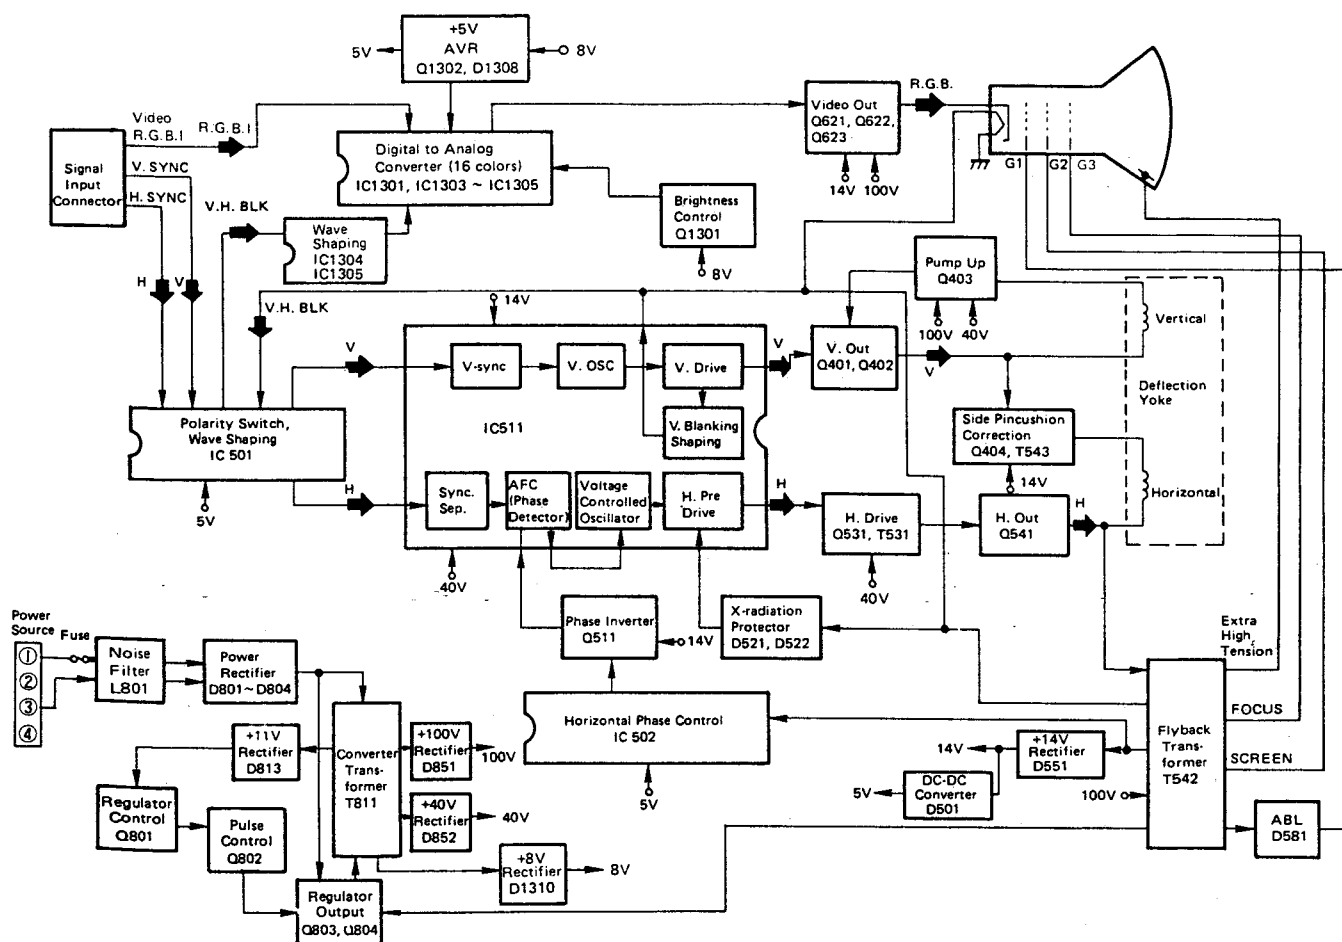 +5V
AVR
Q1302, D1308
5V
8V
Video
R.G.B.I
R.G.B.I
Signal
Input
Connector
V. SYNC
H. SYNC
Digital to Analog
Converter (16 colors)
IC1301, IC1303 ~ IC1305
Video Out
Q621, Q622,
Q623
R.G.B.
14V
100V
G1
G2
G3
V.H. BLK
Wave
Shaping
IC1304
IC1305
Brightness
Control
Q1301
8V
H
V
V.H. BLK
14V
Pump Up
Q403
100V
40V
Vertical
Deflection
Yoke
Horizontal
V
V-sync
V. OSC
V. Drive
V
V. Out
Q401, Q402
V
Polarity Switch,
Wave Shaping
IC 501
5V
IC511
V. Blanking
Shaping
Side Pincushion
Correction
Q404, T543
14V
H
Sync.
Sep.
AFC
(Phase
Detector)
Voltage
Controlled
Oscillator
H. Pre
Drive
H
H. Drive
Q531, T531
H. Out
Q541
H
40V
40V
Power
Source
Fuse
①
②
③
④
Noise
Filter
L801
Power
Rectifier
D801~D804
Phase Inverter
Q511
14V
X-radiation
Protector
D521, D522
Extra
High
Tension
FOCUS
SCREEN
Horizontal Phase Control
IC 502
5V
+11V
Rectifier
D813
Converter
Trans-
former
T811
+100V
Rectifier
D851
100V
+40V
Rectifier
D852
40V
+8V
Rectifier
D1310
8V
14V
+14V
Rectifier
D551
5V
DC-DC
Converter
D501
100V
Flyback
Trans-
former
T542
ABL
D581
Regulator
Control
Q801
Pulse
Control
Q802
Regulator
Output
Q803, Q804